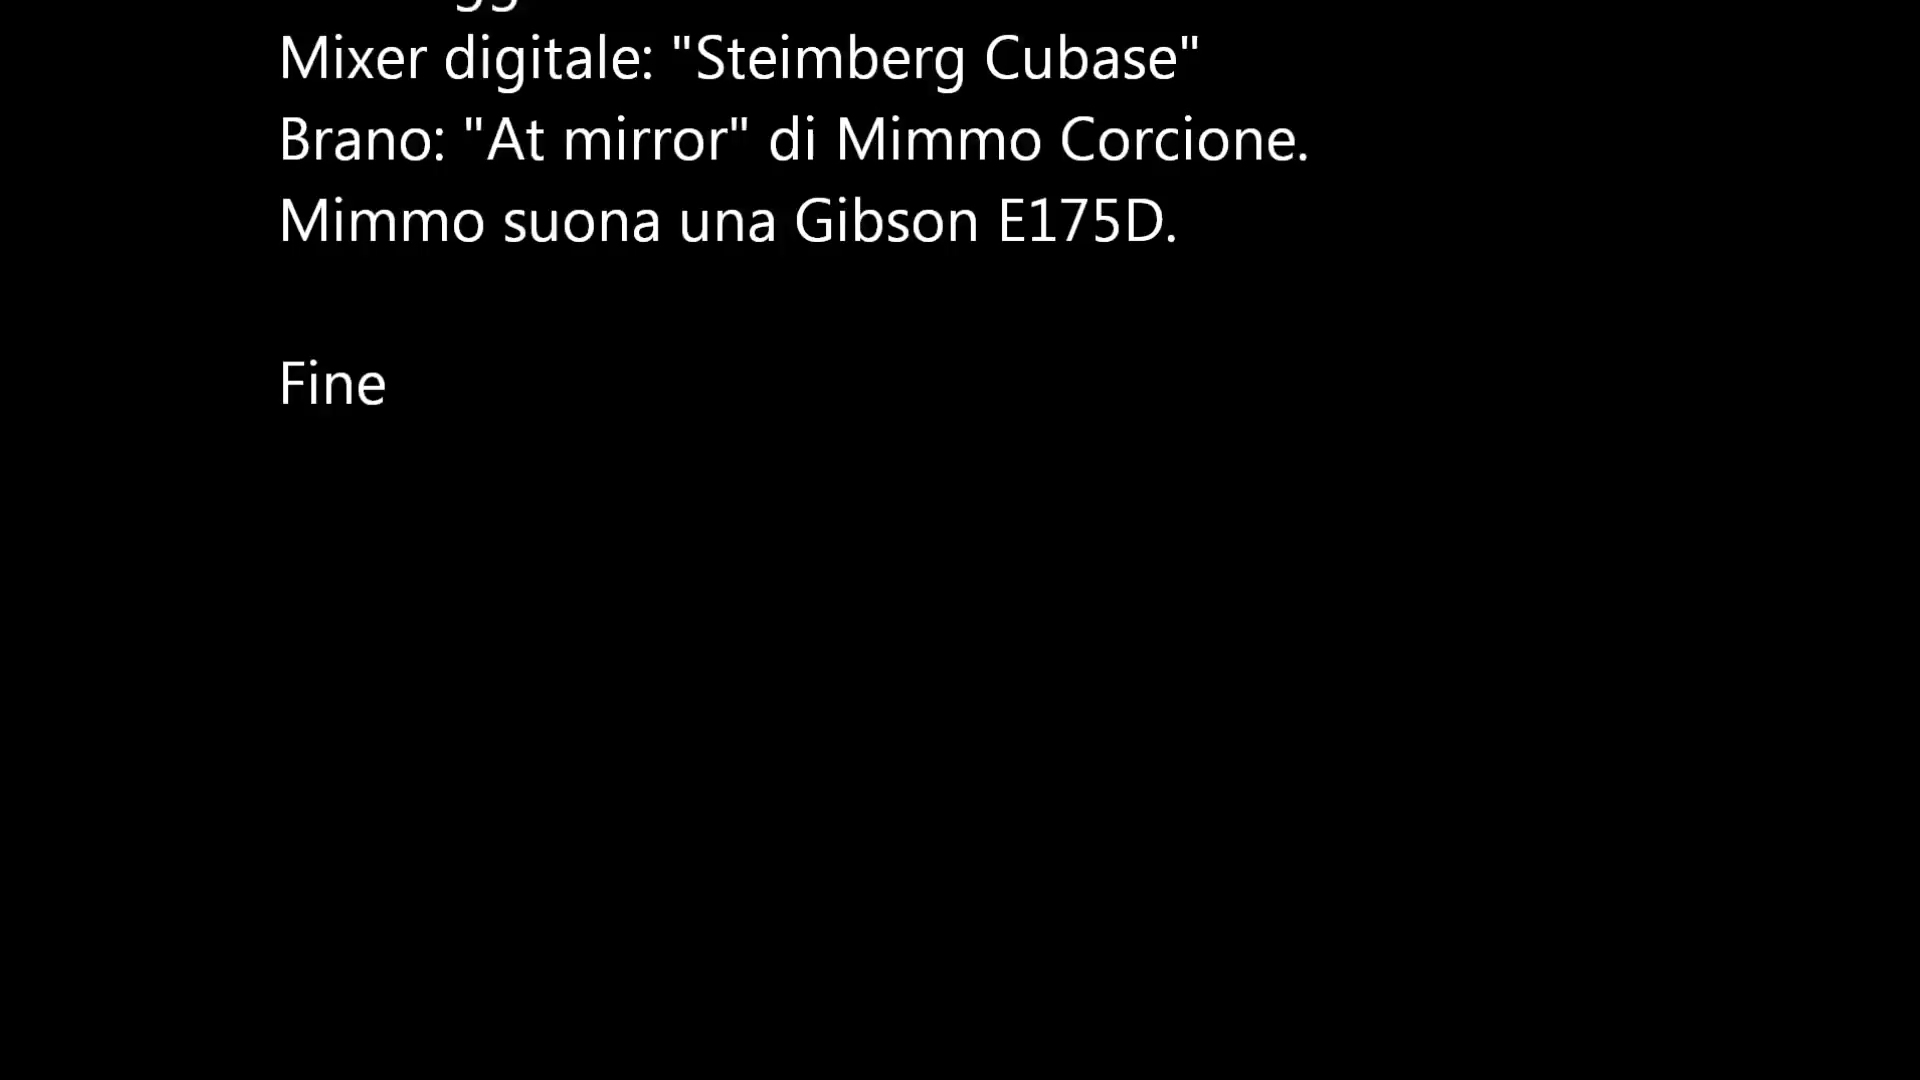 Mixer digitale: "Steimberg Cubase"
Brano: "At mirror" di Mimmo Corcione.
Mimmo suona una Gibson E175D.
Fine